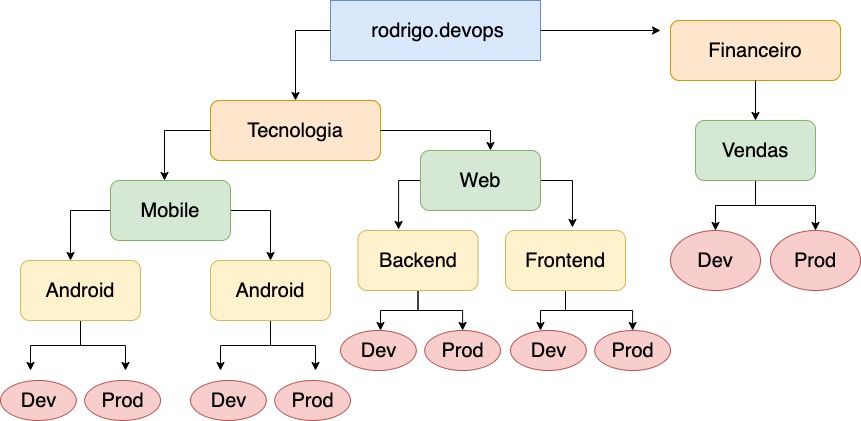 rodrigo.devops
Financeiro
Tecnologia
Vendas
Web
Mobile
Backend
Frontend
Dev
Prod
Android
Android
Dev
Prod
Dev
Prod
Dev
Prod
Dev
Prod